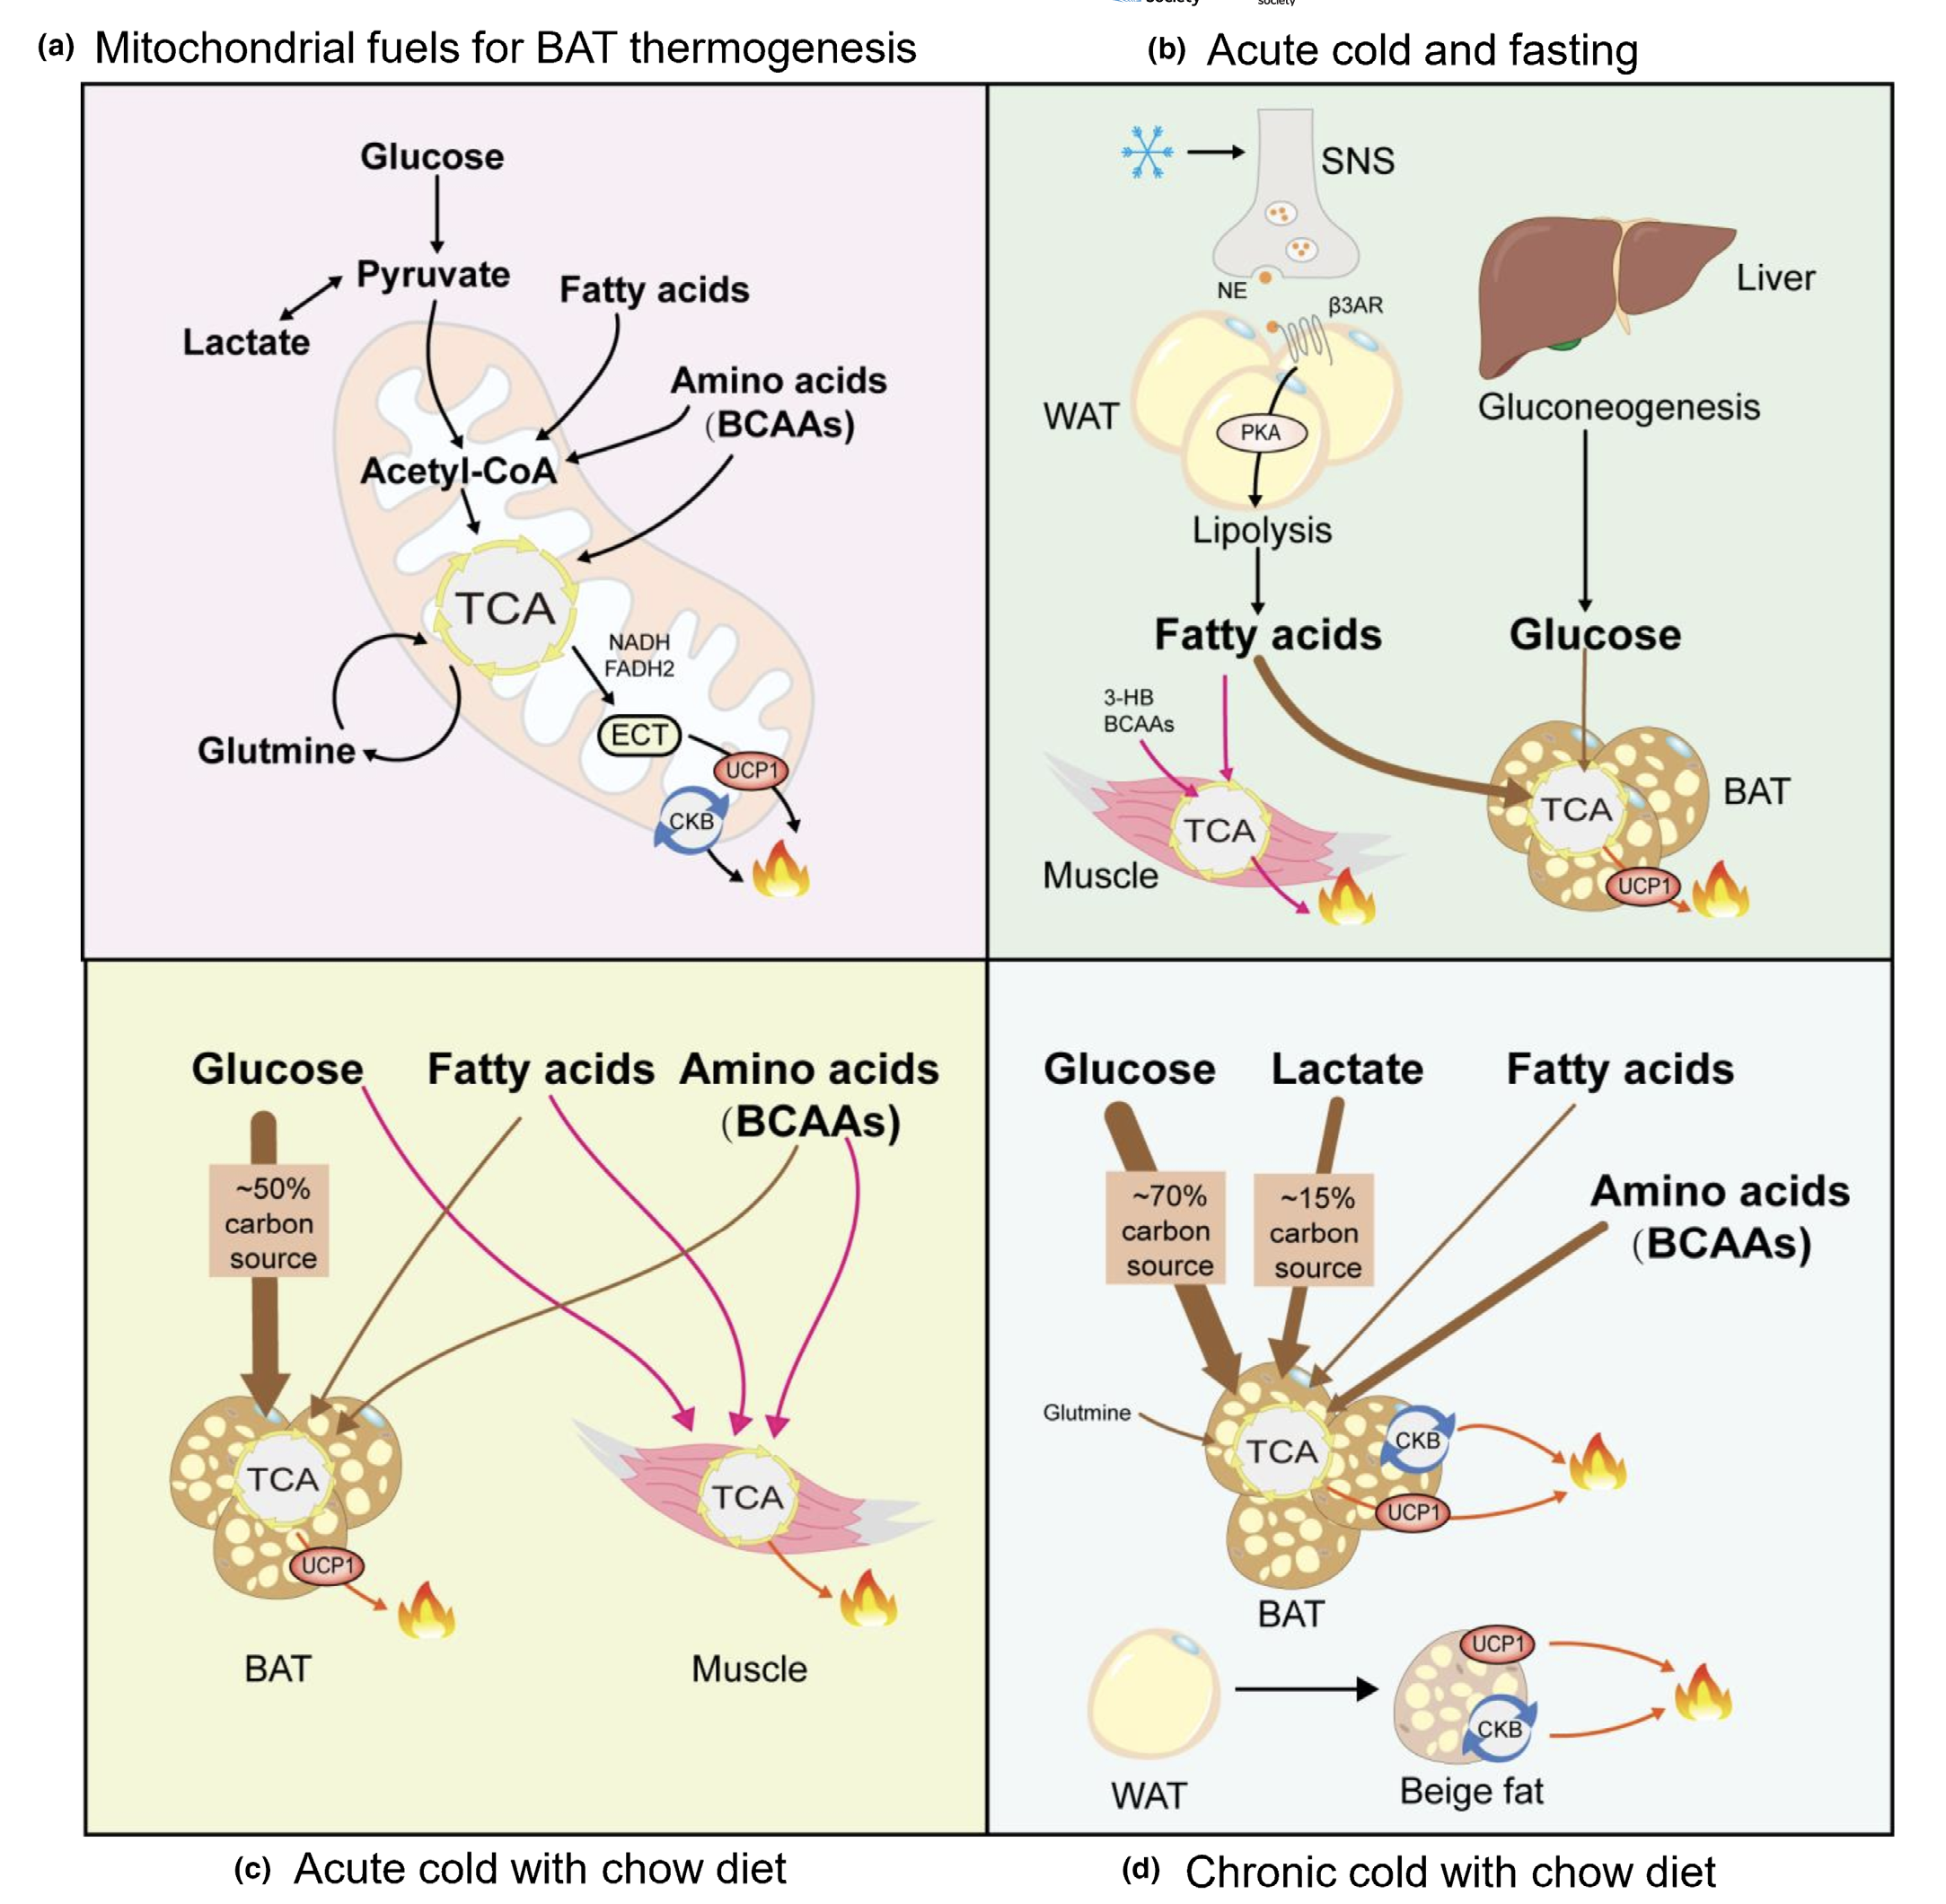 society
society
(a) Mitochondrial fuels for BAT thermogenesis
Glucose
Pyruvate
Lactate
Fatty acids
Amino acids
(BCAAs)
Acetyl-CoA
TCA
NADH
FADH2
Glutmine
ECT
UCP1
CKB
(b) Acute cold and fasting
SNS
NE
β3AR
WAT
PKA
Lipolysis
Liver
Gluconeogenesis
Fatty acids
Glucose
3-HB
BCAAs
TCA
Muscle
TCA
BAT
UCP1
Glucose
Fatty acids
Amino acids
(BCAAs)
~50%
carbon
source
TCA
UCP1
BAT
TCA
Muscle
(c) Acute cold with chow diet
Glucose
Lactate
Fatty acids
Amino acids
(BCAAs)
~70%
carbon
source
~15%
carbon
source
Glutmine
TCA
CKB
UCP1
BAT
WAT
UCP1
CKB
Beige fat
(d) Chronic cold with chow diet